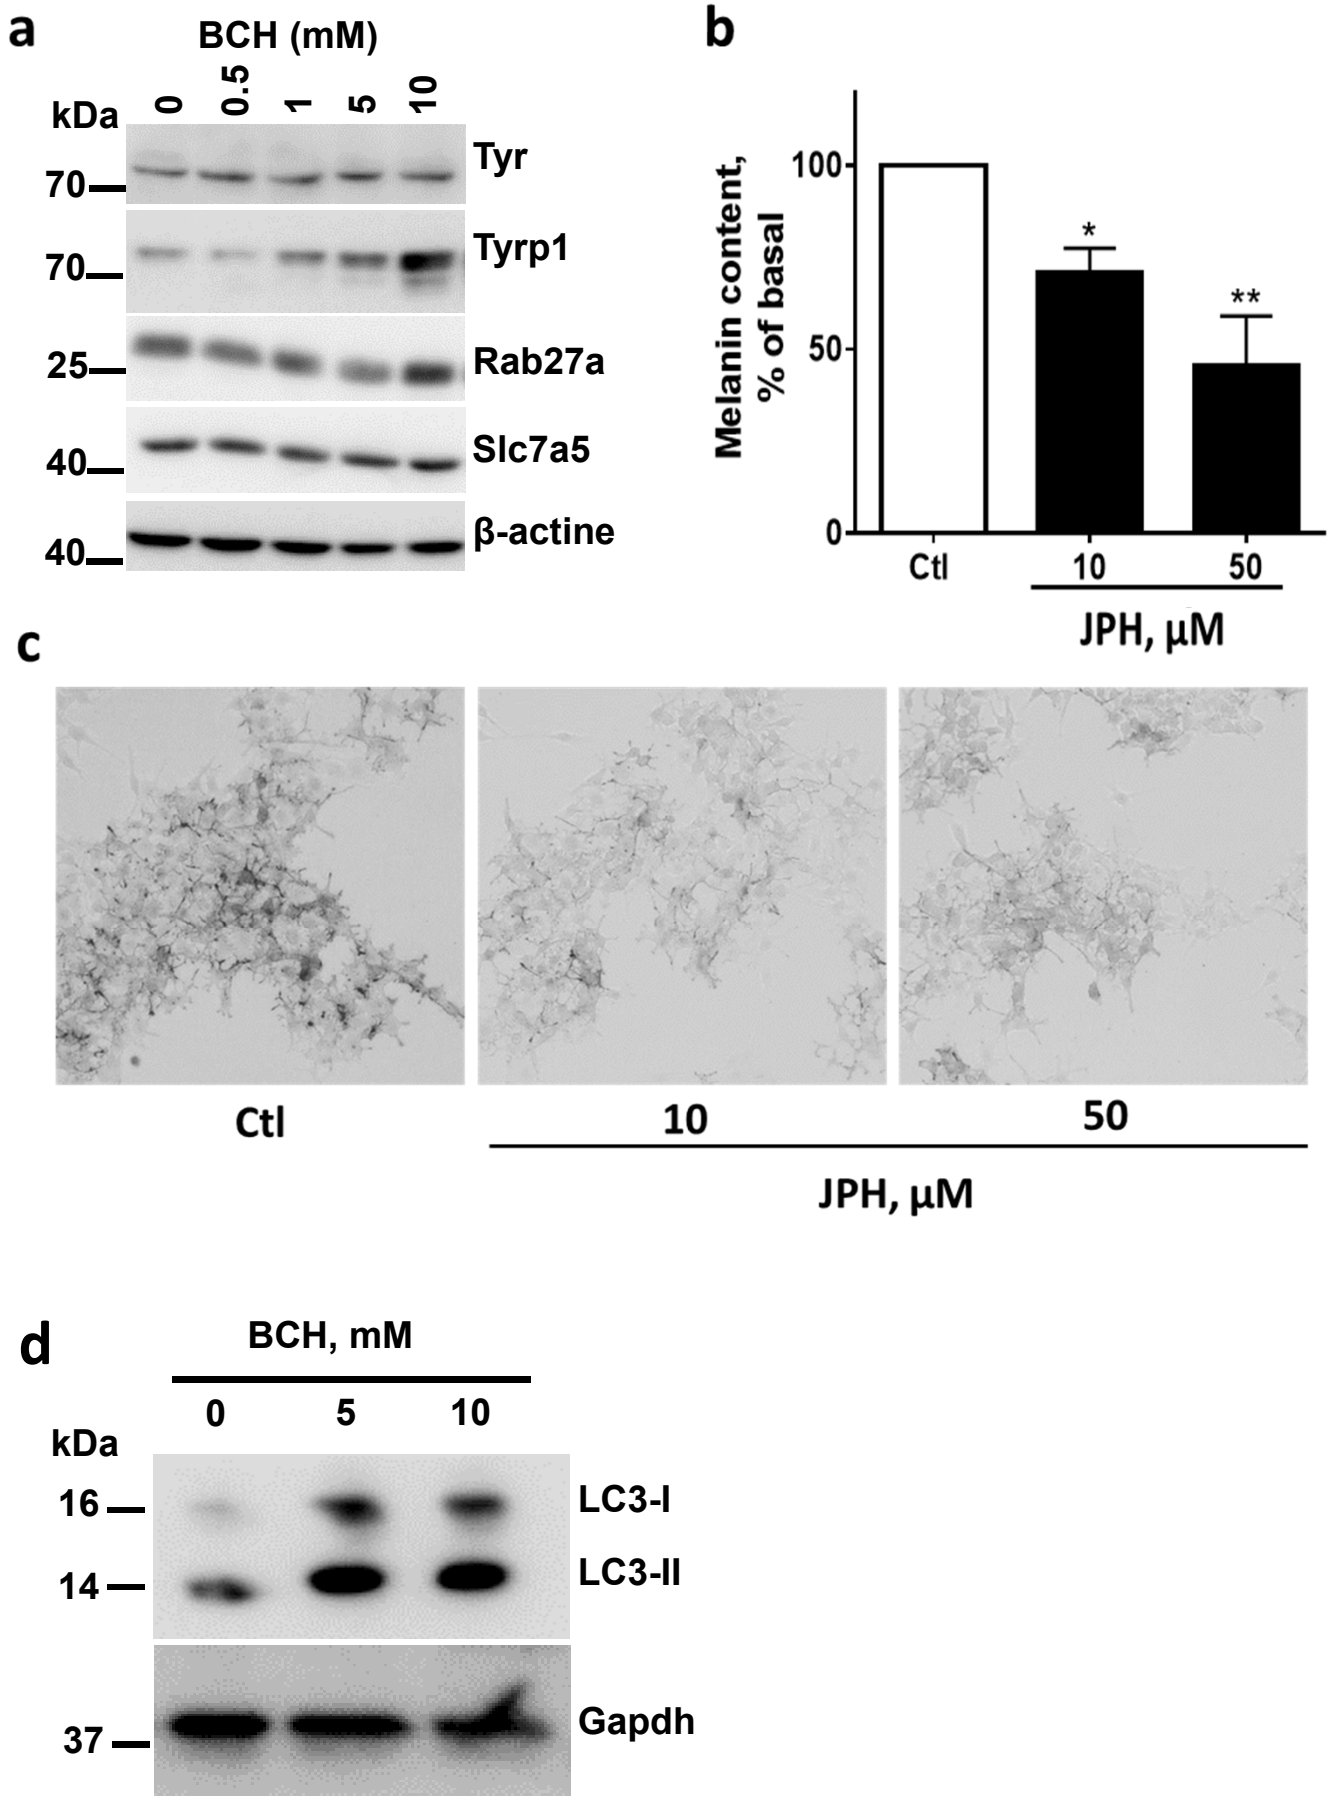 a
BCH (mM)
kDa
0 0.5 1 5 10
70 Tyr
70 Tyrp1
25 Rab27a
40 Slc7a5
40 β-actine
b
Melanin content,
% of basal
100
50
0
*
**
Ctl 10 50
JPH, µM
c
Ctl 10 50
JPH, µM
d
BCH, mM
0 5 10
kDa
16 LC3-I
14 LC3-II
37 Gapdh